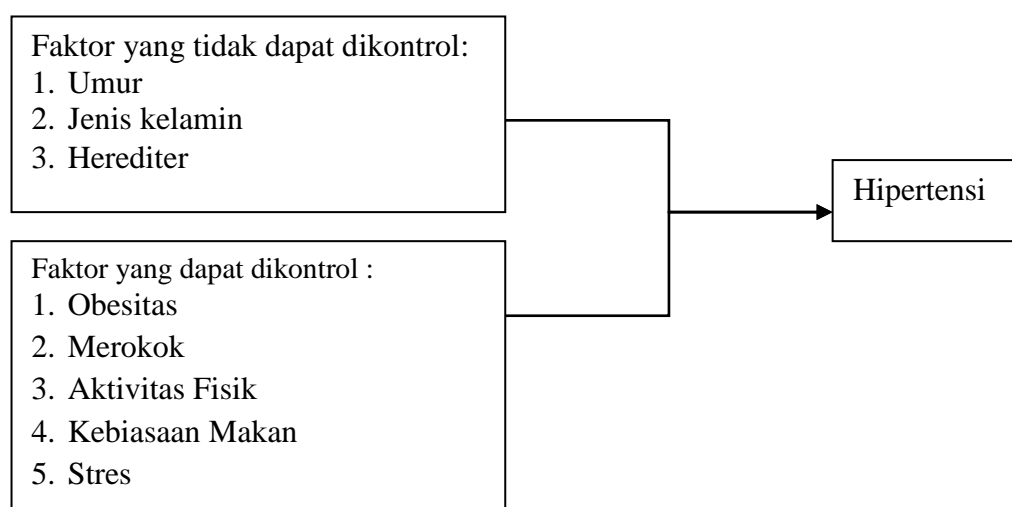 Faktor yang tidak dapat dikontrol:
1. Umur
2. Jenis kelamin
3. Herediter
Hipertensi
Faktor yang dapat dikontrol :
1. Obesitas
2. Merokok
3. Aktivitas Fisik
4. Kebiasaan Makan
5. Stres